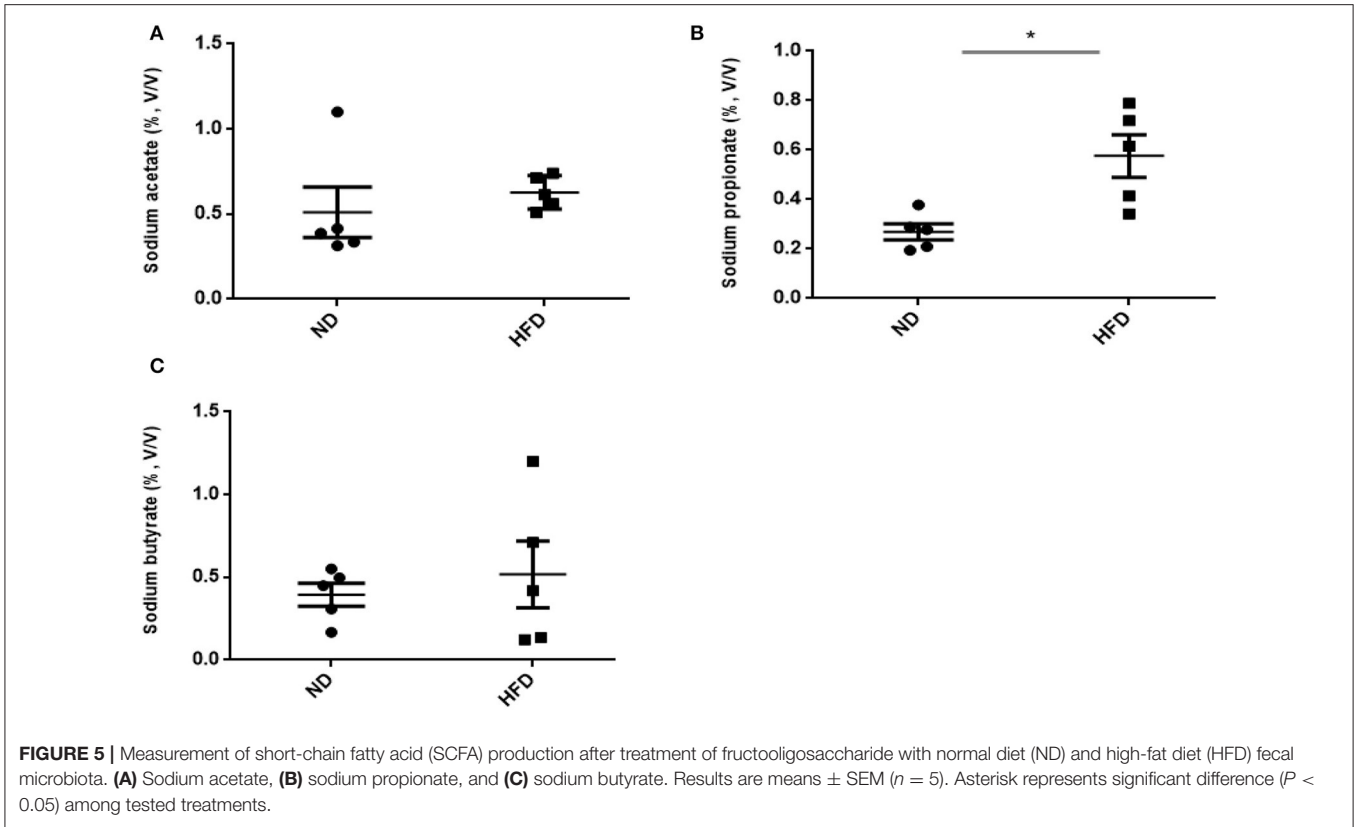 A
Sodium acetate (%, V/V)
1.5
1.0
0.5
0.0
ND
HFD
B
*
Sodium propionate (%, V/V)
1.0
0.8
0.6
0.4
0.2
0.0
ND
HFD
C
Sodium butyrate (%, V/V)
1.5
1.0
0.5
0.0
ND
HFD
FIGURE 5 | Measurement of short-chain fatty acid (SCFA) production after treatment of fructooligosaccharide with normal diet (ND) and high-fat diet (HFD) fecal
microbiota. (A) Sodium acetate, (B) sodium propionate, and (C) sodium butyrate. Results are means ± SEM (n = 5). Asterisk represents significant difference (P <
0.05) among tested treatments.